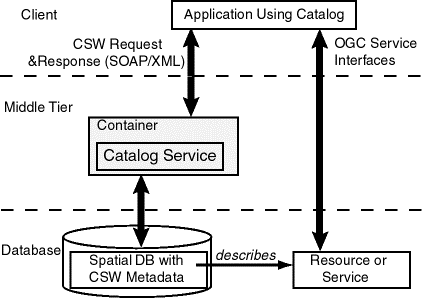 Client
Application Using Catalog
CSW Request
&Response (SOAP/XML)
OGC Service
Interfaces
Middle Tier
Container
Catalog Service
Database
Spatial DB with
CSW Metadata
describes
Resource or
Service